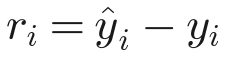 rᵢ = ŷᵢ − yᵢ